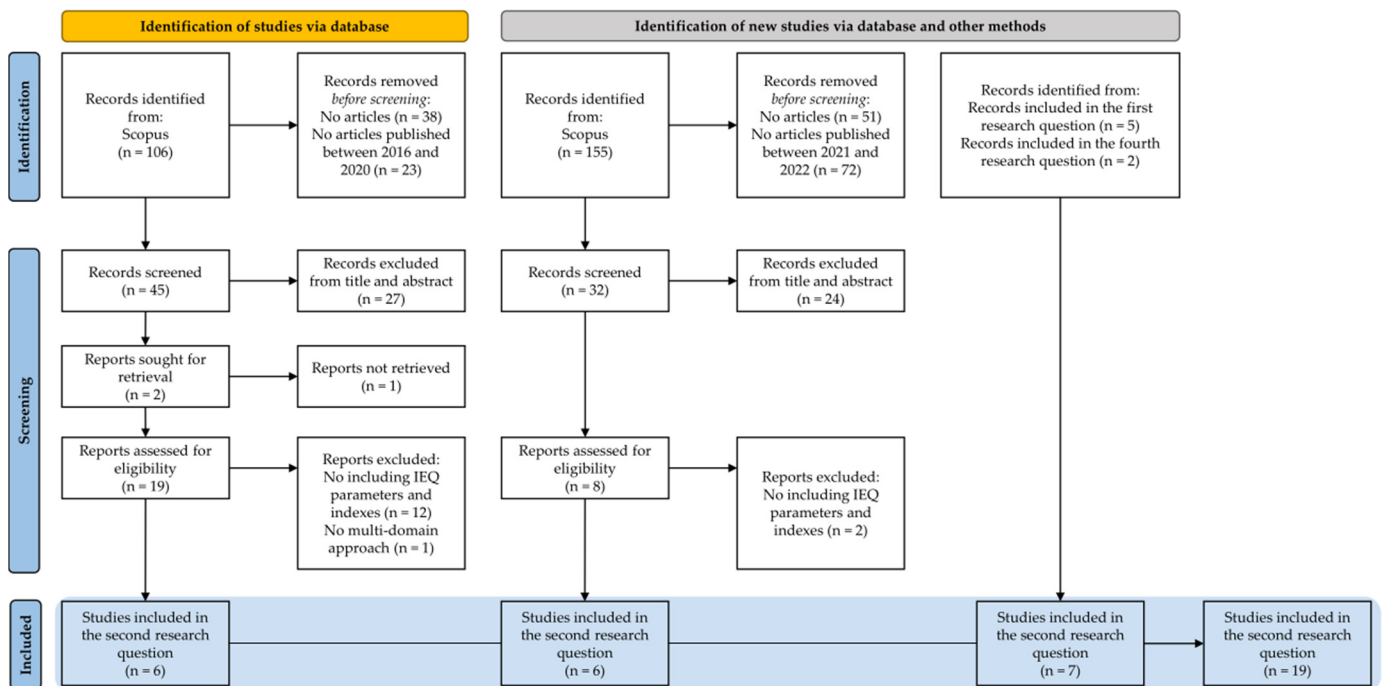 Identification of studies via database
Identification of new studies via database and other methods
Identification
Records identified
from:
Scopus
(n = 106)
Records removed
before screening:
No articles (n = 38)
No articles published
between 2016 and
2020 (n = 23)
Records identified
from:
Scopus
(n = 155)
Records removed
before screening:
No articles (n = 51)
No articles published
between 2021 and
2022 (n = 72)
Records identified from:
Records included in the first
research question (n = 5)
Records included in the fourth
research question (n = 2)
Screening
Records screened
(n = 45)
Records excluded
from title and abstract
(n = 27)
Records screened
(n = 32)
Records excluded
from title and abstract
(n = 24)
Reports sought for
retrieval
(n = 2)
Reports not retrieved
(n = 1)
Reports assessed for
eligibility
(n = 19)
Reports excluded:
No including IEQ
parameters and
indexes (n = 12)
No multi-domain
approach (n = 1)
Reports assessed for
eligibility
(n = 8)
Reports excluded:
No including IEQ
parameters and
indexes (n = 2)
Included
Studies included in
the second research
question
(n = 6)
Studies included in
the second research
question
(n = 6)
Studies included in
the second research
question
(n = 7)
Studies included in
the second research
question
(n = 19)